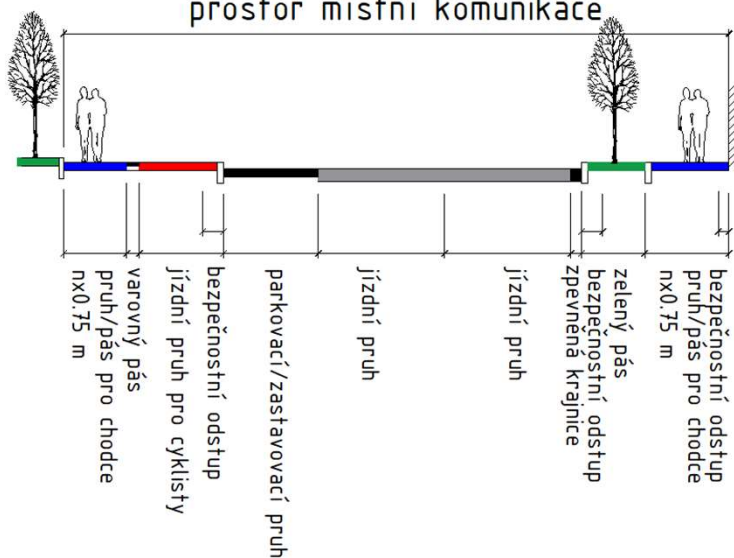 prostor místní komunikace
pruh/pás pro chodce
nx0.75 m
varovný pás
jízdní pruh pro cyklisty
bezpečnostní odstup
parkovací/zastavovací pruh
jízdní pruh
jízdní pruh
zpevněná krajnice
bezpečnostní odstup
zelený pás
pruh/pás pro chodce
nx0.75 m
bezpečnostní odstup